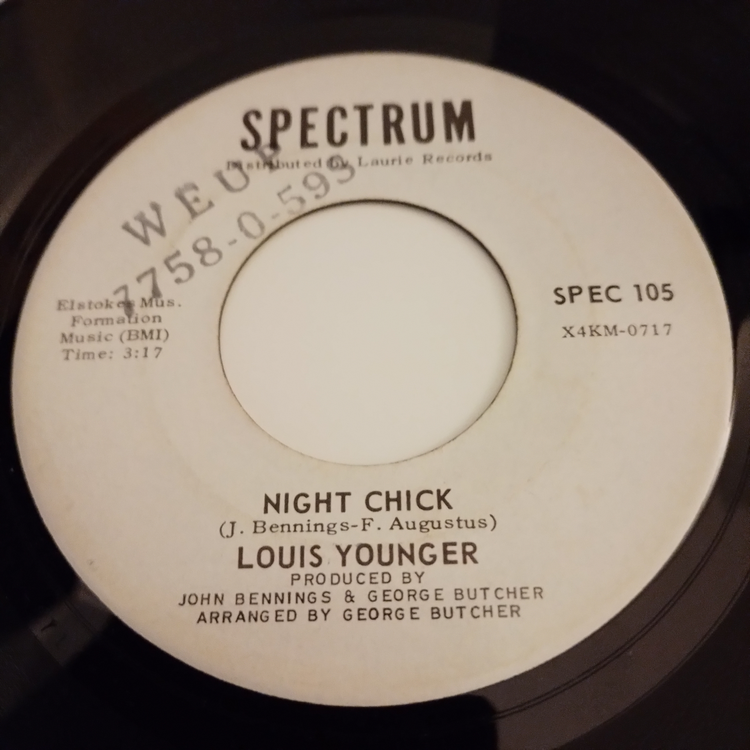 SPECTRUM
Distributed by Laurie Records
WEUP
7758-0-599
Elstokes Mus.
Formation
Music (BMI)
Time: 3:17
SPEC 105
X4KM-0717
NIGHT CHICK
(J. Bennings-F. Augustus)
LOUIS YOUNGER
PRODUCED BY
JOHN BENNINGS & GEORGE BUTCHER
ARRANGED BY GEORGE BUTCHER